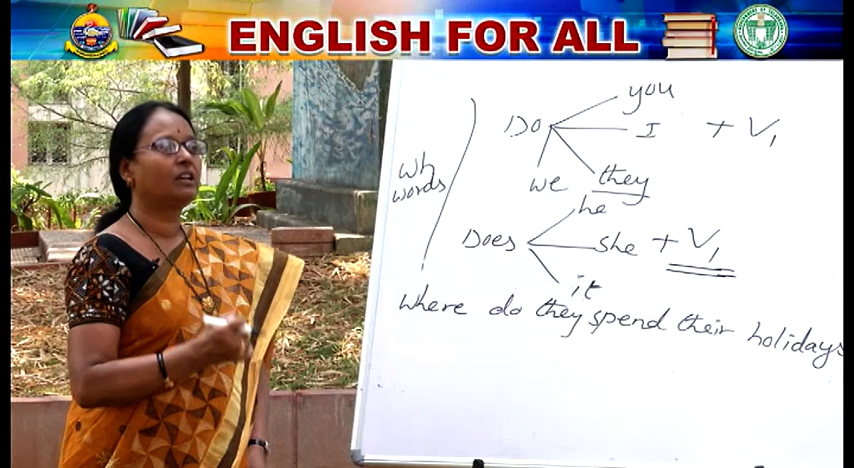 ENGLISH FOR ALL
you
Do I + V1
Wh words
we they
he
Does she + V1
it
Where do they spend their holidays